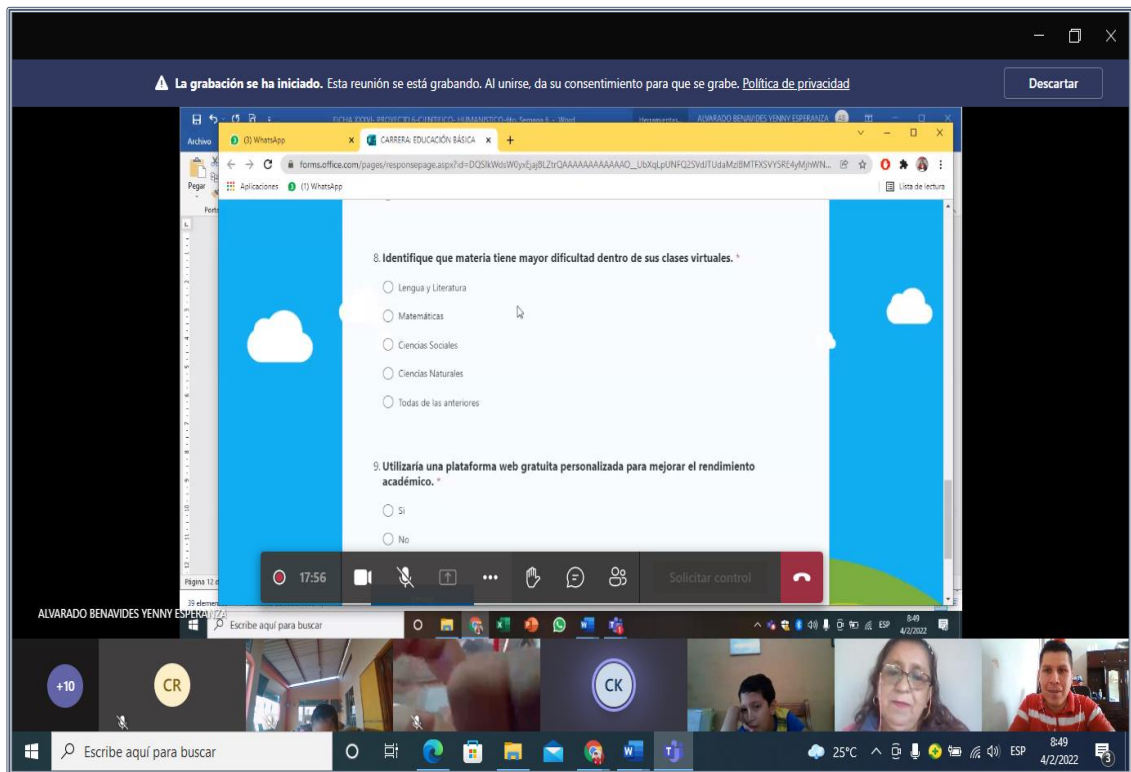 La grabación se ha iniciado. Esta reunión se está grabando. Al unirse, da su consentimiento para que se grabe. Política de privacidad
Descartar
ALVARADO BENAVIDES YENNY ESPERANZA
Archivo
(3) WhatsApp
CARRERA: EDUCACIÓN BÁSICA
Pegar
Aplicaciones
(1) WhatsApp
Lista de lectura
8. Identifique que materia tiene mayor dificultad dentro de sus clases virtuales. *
Lengua y Literatura
Matemáticas
Ciencias Sociales
Ciencias Naturales
Todas de las anteriores
9. Utilizaría una plataforma web gratuita personalizada para mejorar el rendimiento
académico. *
Si
No
17:56
Solicitar control
Página 12 d
ALVARADO BENAVIDES YENNY ESPERANZA
Escribe aquí para buscar
ESP
8:49
4/2/2022
+10
CR
CK
Escribe aquí para buscar
25°C
ESP
8:49
4/2/2022
3